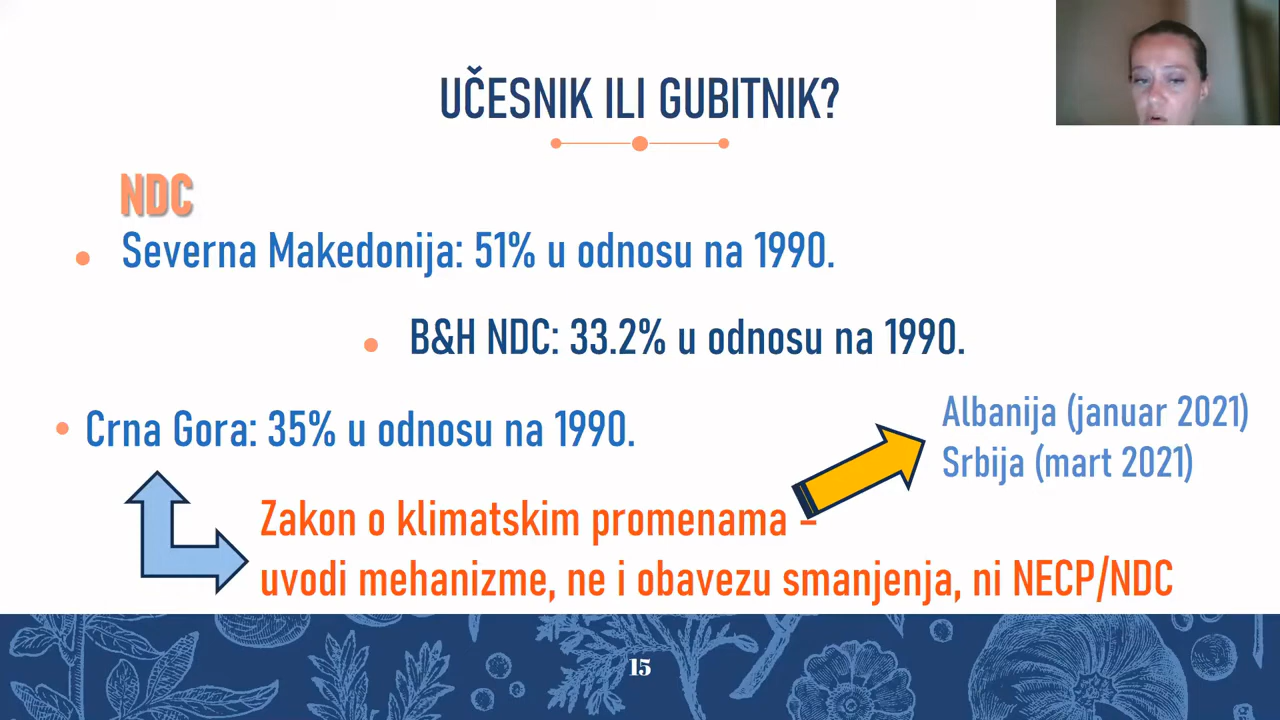 UČESNIK ILI GUBITNIK?
NDC
Severna Makedonija: 51% u odnosu na 1990.
B&H NDC: 33.2% u odnosu na 1990.
Crna Gora: 35% u odnosu na 1990.
Albanija (januar 2021)
Srbija (mart 2021)
Zakon o klimatskim promenama –
uvodi mehanizme, ne i obavezu smanjenja, ni NECP/NDC
15